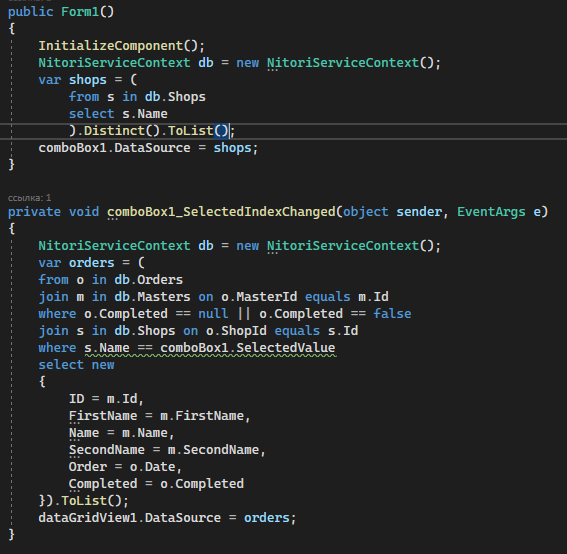 public Form1()
{
InitializeComponent();
NitoriServiceContext db = new NitoriServiceContext();
var shops = (
from s in db.Shops
select s.Name
).Distinct().ToList();
comboBox1.DataSource = shops;
}
ссылка: 1
private void comboBox1_SelectedIndexChanged(object sender, EventArgs e)
{
NitoriServiceContext db = new NitoriServiceContext();
var orders = (
from o in db.Orders
join m in db.Masters on o.MasterId equals m.Id
where o.Completed == null || o.Completed == false
join s in db.Shops on o.ShopId equals s.Id
where s.Name == comboBox1.SelectedValue
select new
{
ID = m.Id,
FirstName = m.FirstName,
Name = m.Name,
SecondName = m.SecondName,
Order = o.Date,
Completed = o.Completed
}).ToList();
dataGridView1.DataSource = orders;
}